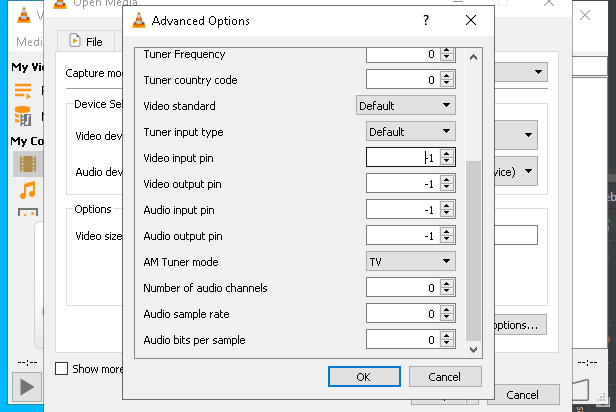 Open Media
Advanced Options
?
Medi
File
My Vi
Capture mo
Device Se
Video dev
Audio dev
vice)
My Co
Options
Video size
Tuner Frequency 0
Tuner country code 0
Video standard Default
Tuner input type Default
Video input pin -1
Video output pin -1
Audio input pin -1
Audio output pin -1
AM Tuner mode TV
Number of audio channels 0
Audio sample rate 0
Audio bits per sample 0
options...
Show more
OK Cancel
Cancel
--:-- --:--